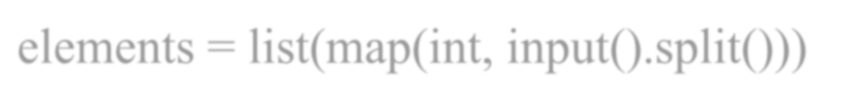 elements = list(map(int, input().split()))